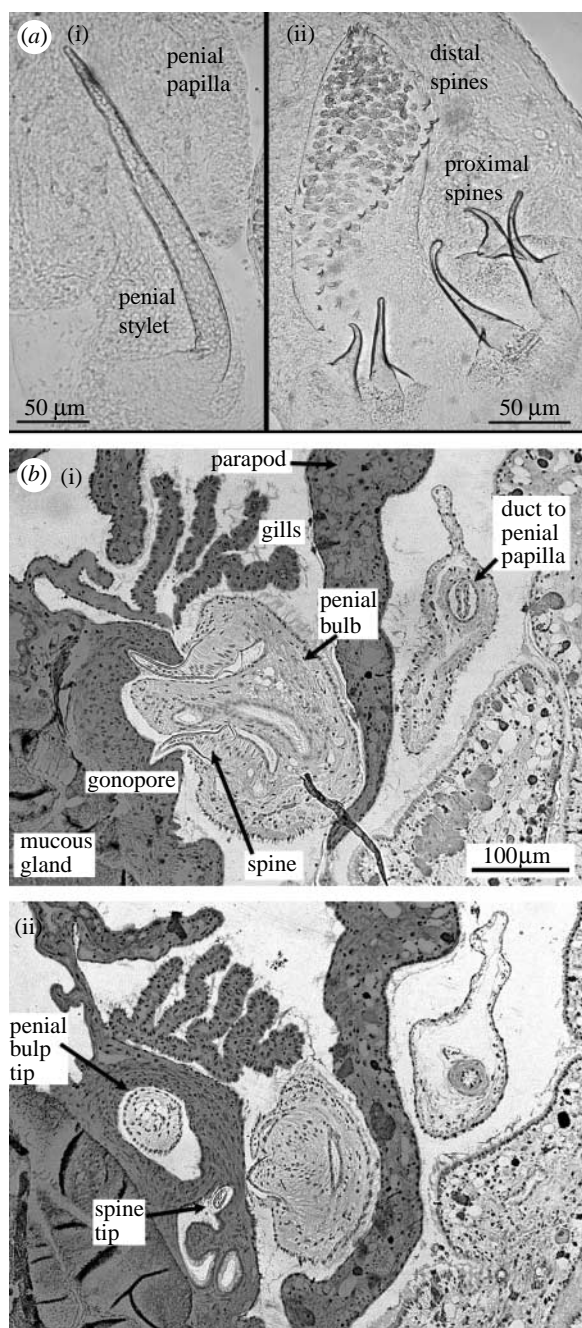 (a) (i)
penial
papilla
penial
stylet
50 μm
(ii)
distal
spines
proximal
spines
50 μm
(b) (i)
parapod
gills
duct to
penial
papilla
penial
bulb
gonopore
mucous
gland
spine
100μm
(ii)
penial
bulp
tip
spine
tip